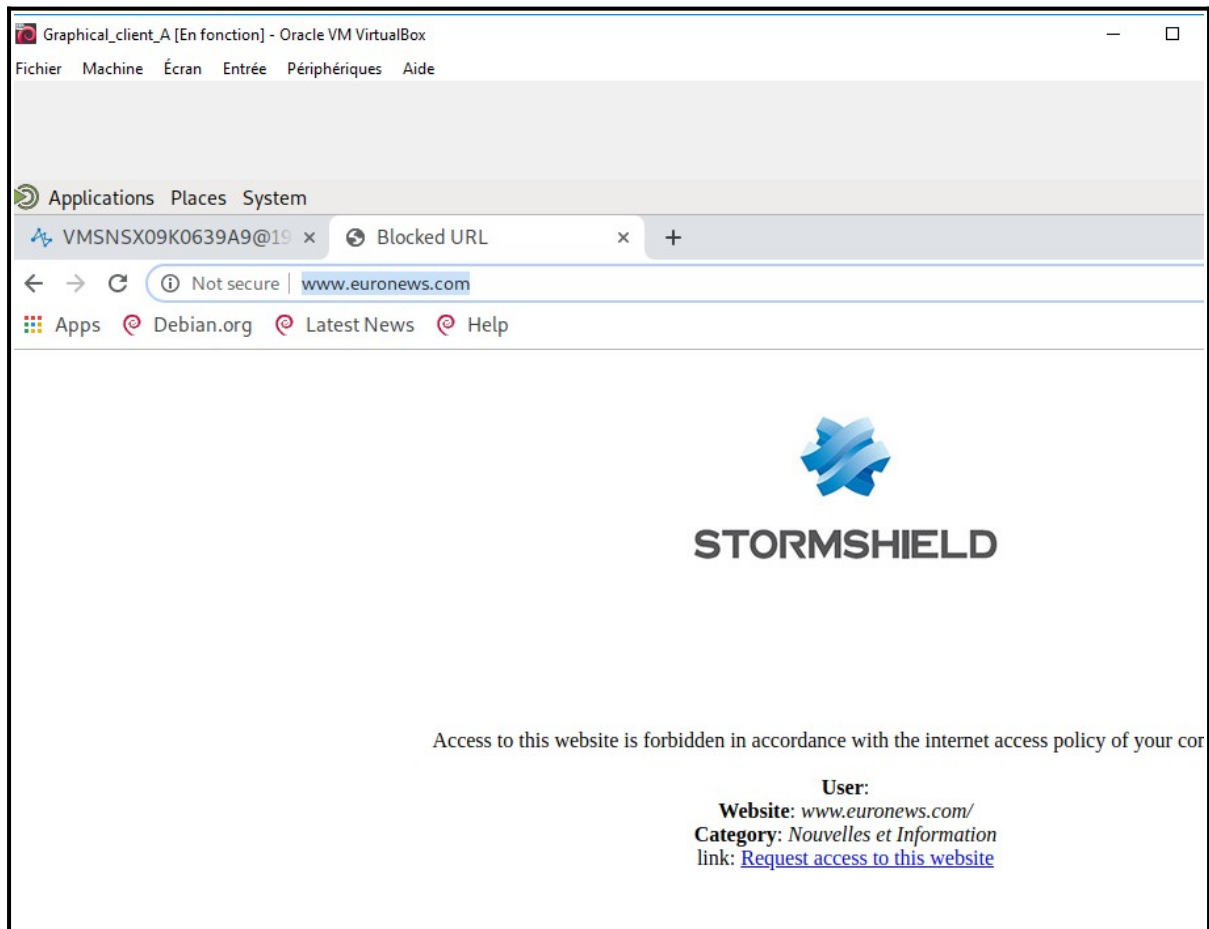 Graphical_client_A [En fonction] - Oracle VM VirtualBox
Fichier Machine Écran Entrée Périphériques Aide
Applications Places System
VMSNSX09K0639A9@19 Blocked URL
Not secure | www.euronews.com
Apps Debian.org Latest News Help
STORMSHIELD
Access to this website is forbidden in accordance with the internet access policy of your
User:
Website: www.euronews.com/
Category: Nouvelles et Information
link: Request access to this website